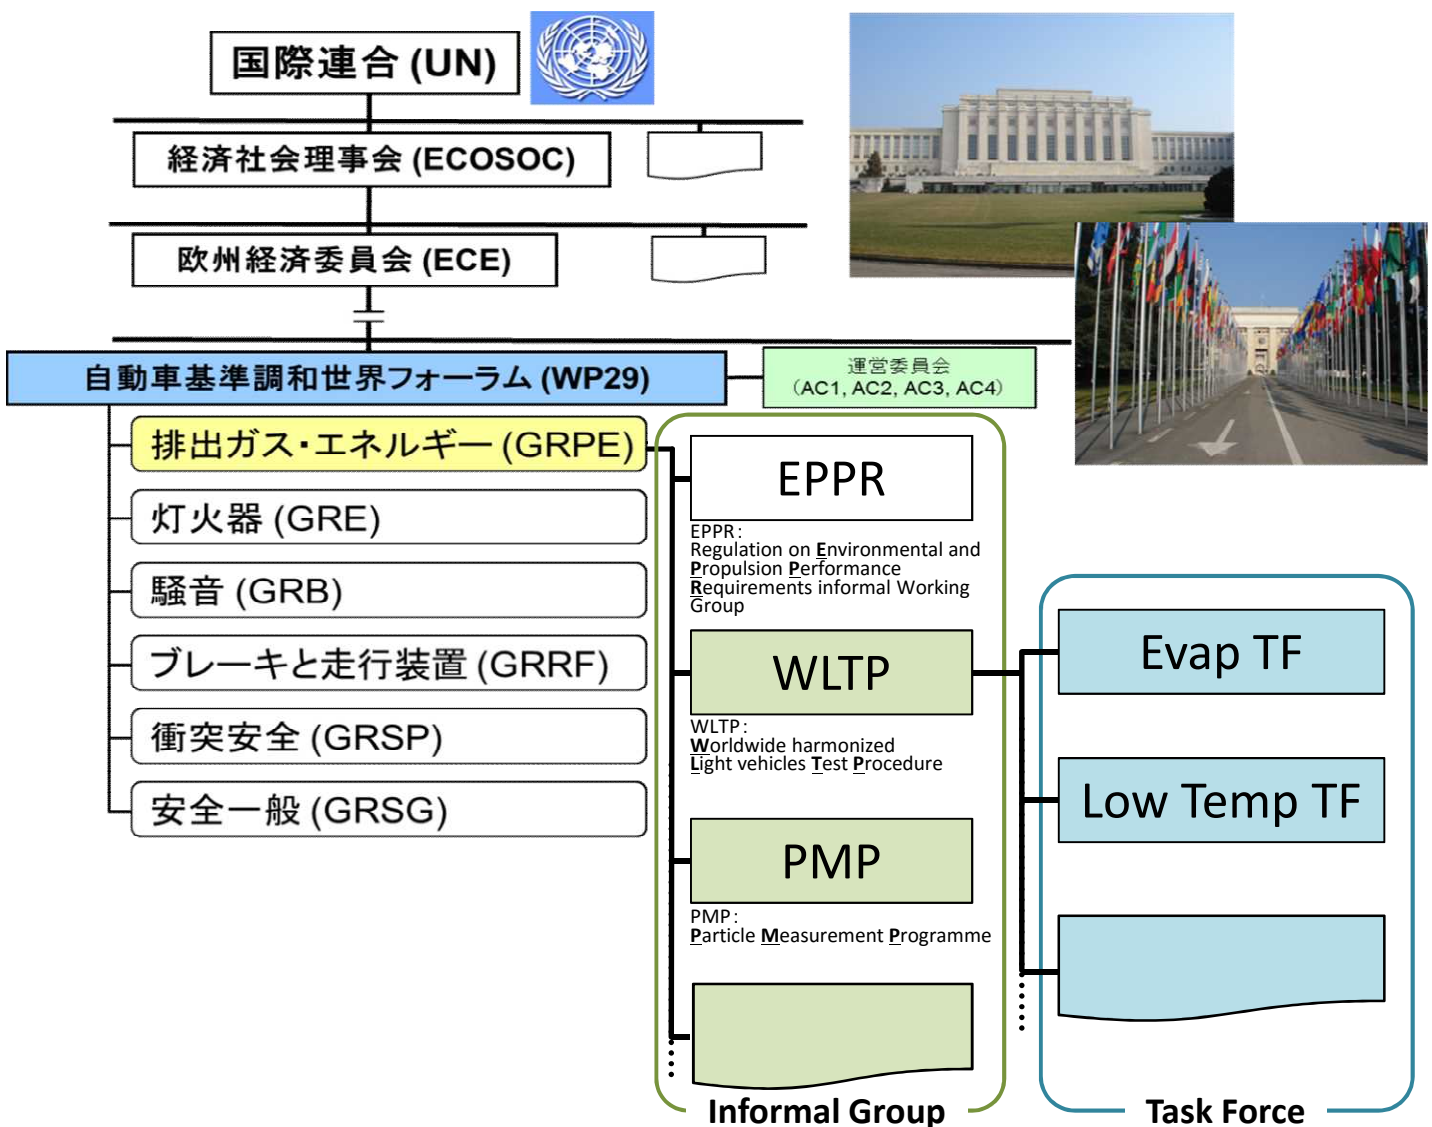 国際連合 (UN)
経済社会理事会 (ECOSOC)
欧州経済委員会 (ECE)
自動車基準調和世界フォーラム (WP29)
運営委員会
(AC1, AC2, AC3, AC4)
排出ガス・エネルギー (GRPE)
灯火器 (GRE)
騒音 (GRB)
ブレーキと走行装置 (GRRF)
衝突安全 (GRSP)
安全一般 (GRSG)
EPPR
EPPR:
Regulation on Environmental and
Propulsion Performance
Requirements informal Working
Group
WLTP
WLTP:
Worldwide harmonized
Light vehicles Test Procedure
PMP
PMP:
Particle Measurement Programme
Informal Group
Evap TF
Low Temp TF
Task Force